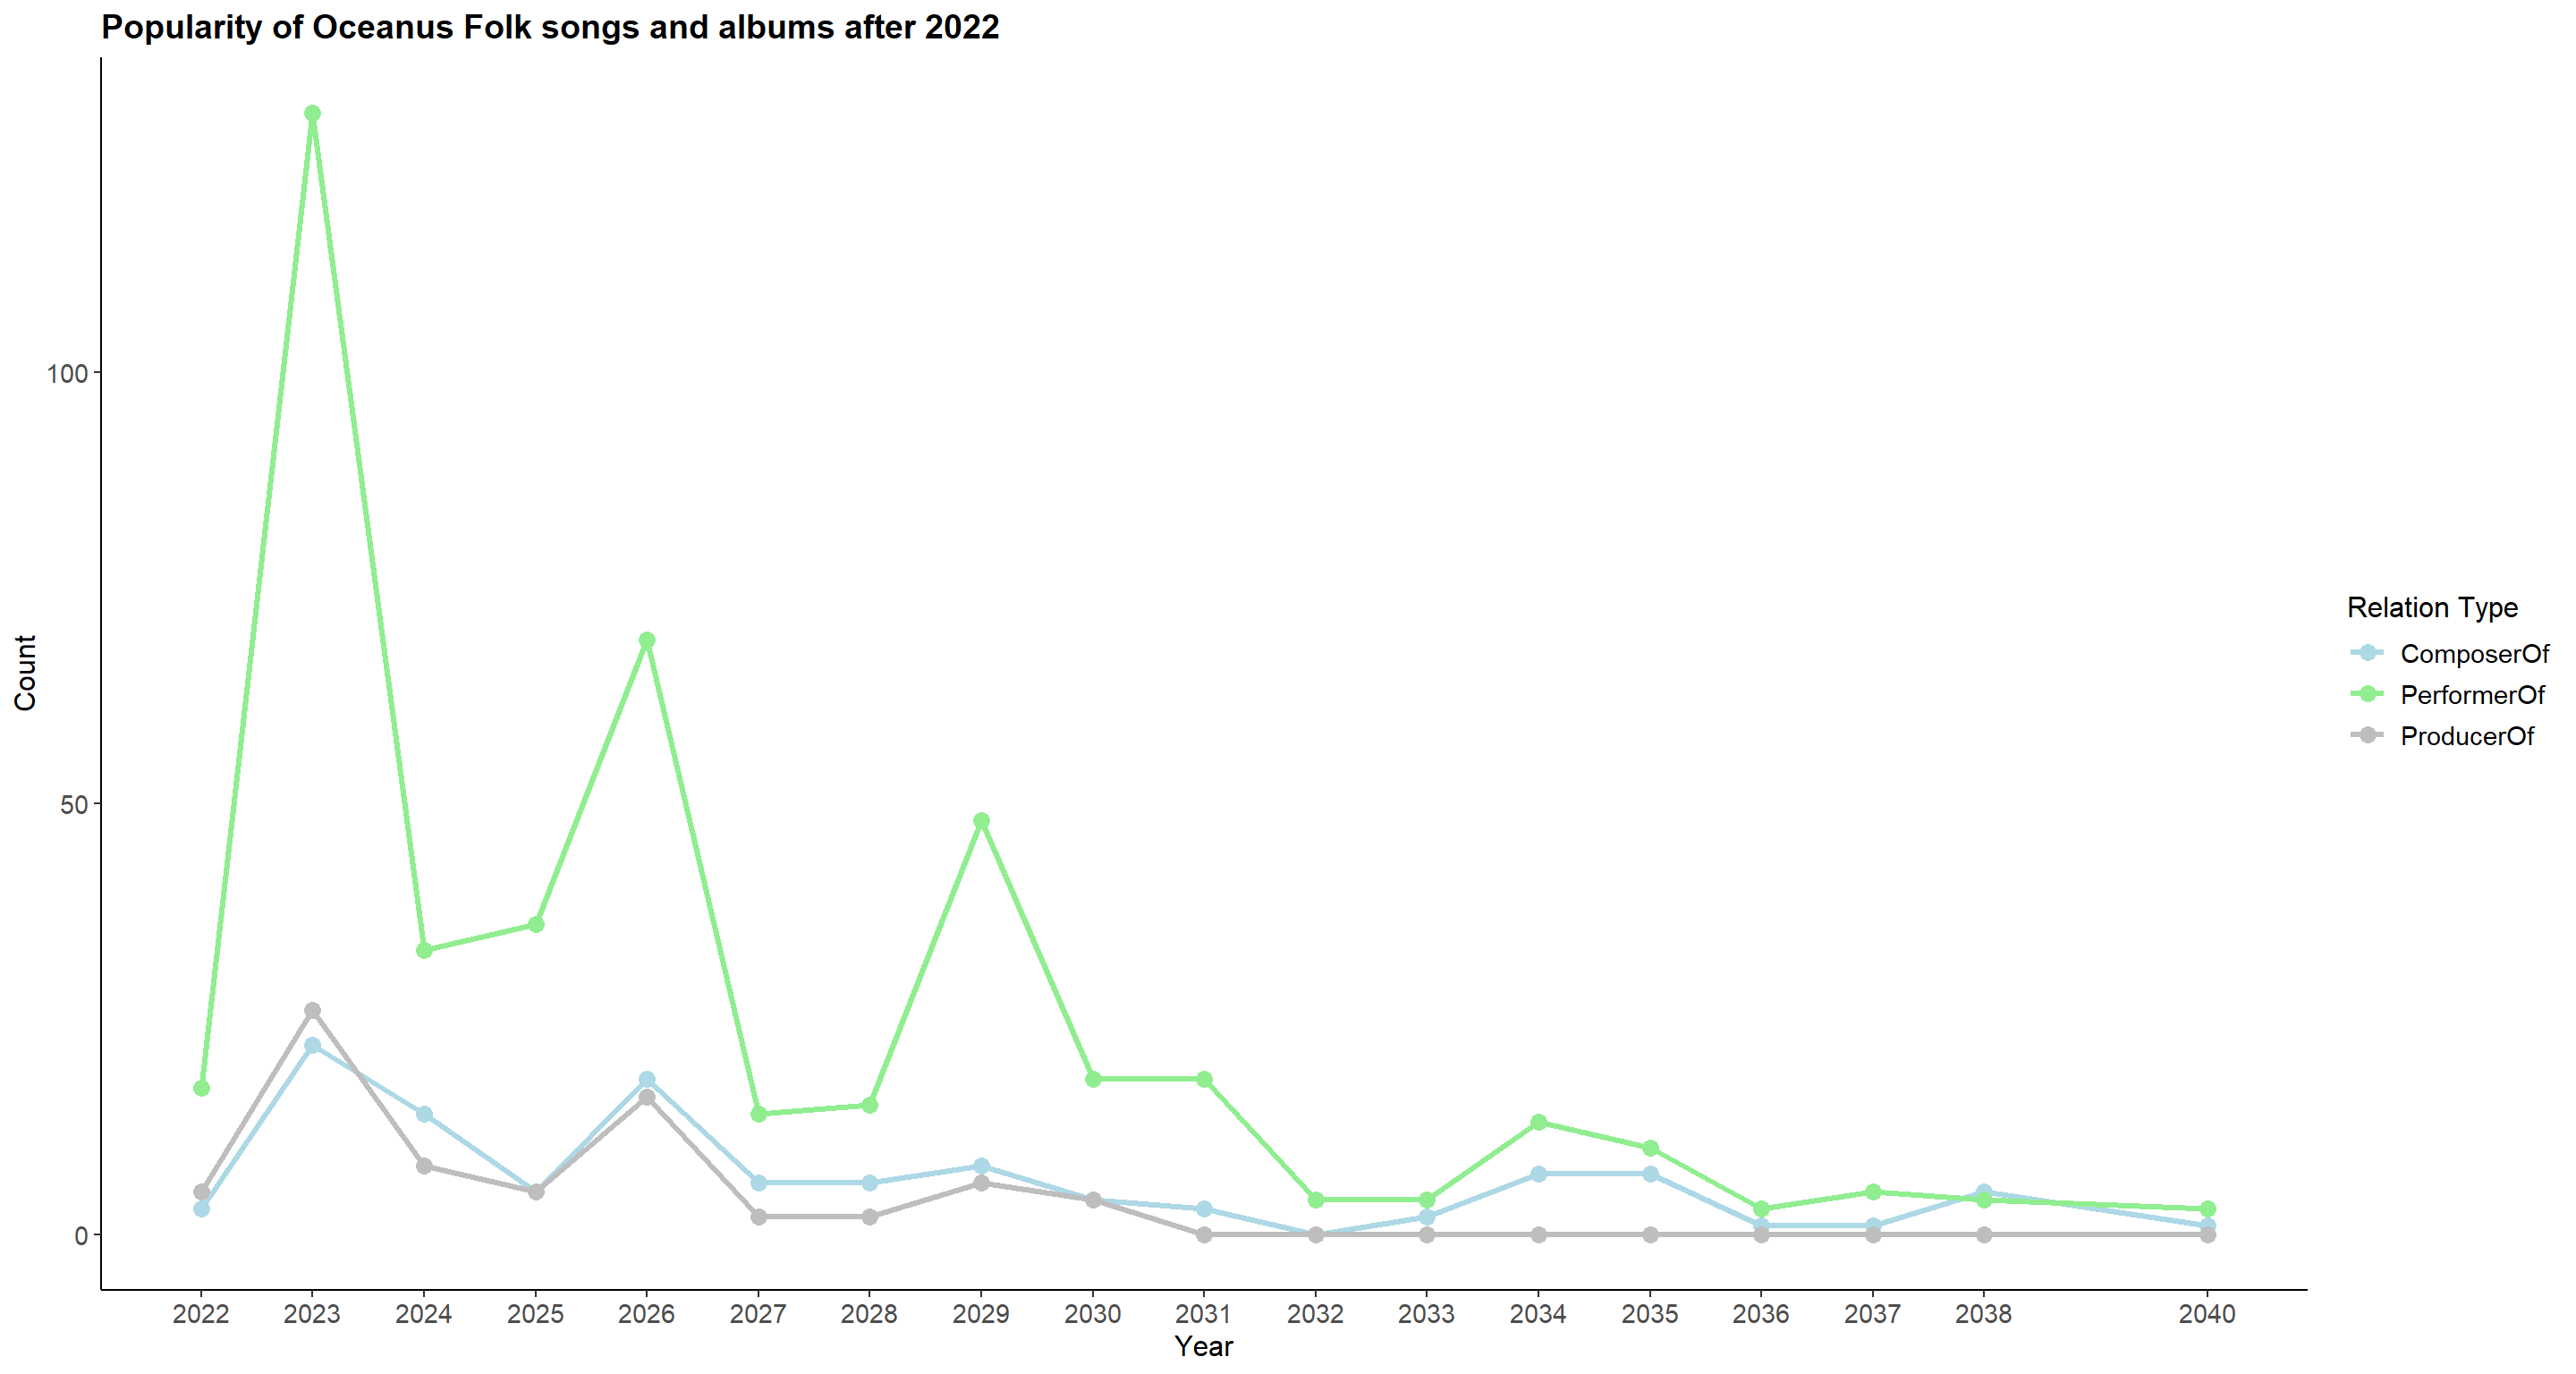 Popularity of Oceanus Folk songs and albums after 2022
100
50
0
Count
2022 2023 2024 2025 2026 2027 2028 2029 2030 2031 2032 2033 2034 2035 2036 2037 2038 2040
Year
Relation Type
ComposerOf
PerformerOf
ProducerOf